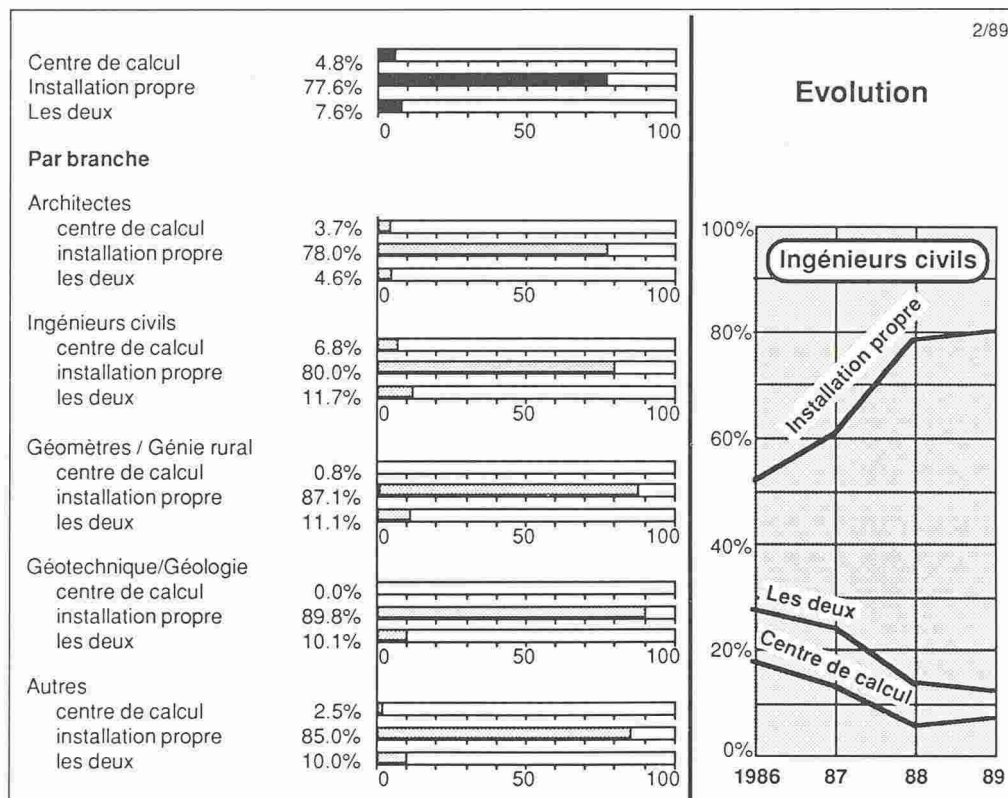 Centre de calcul 4.8%
Installation propre 77.6%
Les deux 7.6%
0 50 100
Par branche
Architectes
centre de calcul 3.7%
installation propre 78.0%
les deux 4.6%
0 50 100
Ingénieurs civils
centre de calcul 6.8%
installation propre 80.0%
les deux 11.7%
0 50 100
Géomètres / Génie rural
centre de calcul 0.8%
installation propre 87.1%
les deux 11.1%
0 50 100
Géotechnique/Géologie
centre de calcul 0.0%
installation propre 89.8%
les deux 10.1%
0 50 100
Autres
centre de calcul 2.5%
installation propre 85.0%
les deux 10.0%
0 50 100
2/89
Evolution
100%
Ingénieurs civils
80%
Installation propre
60%
40%
Les deux
20%
Centre de calcul
0%
1986 87 88 89